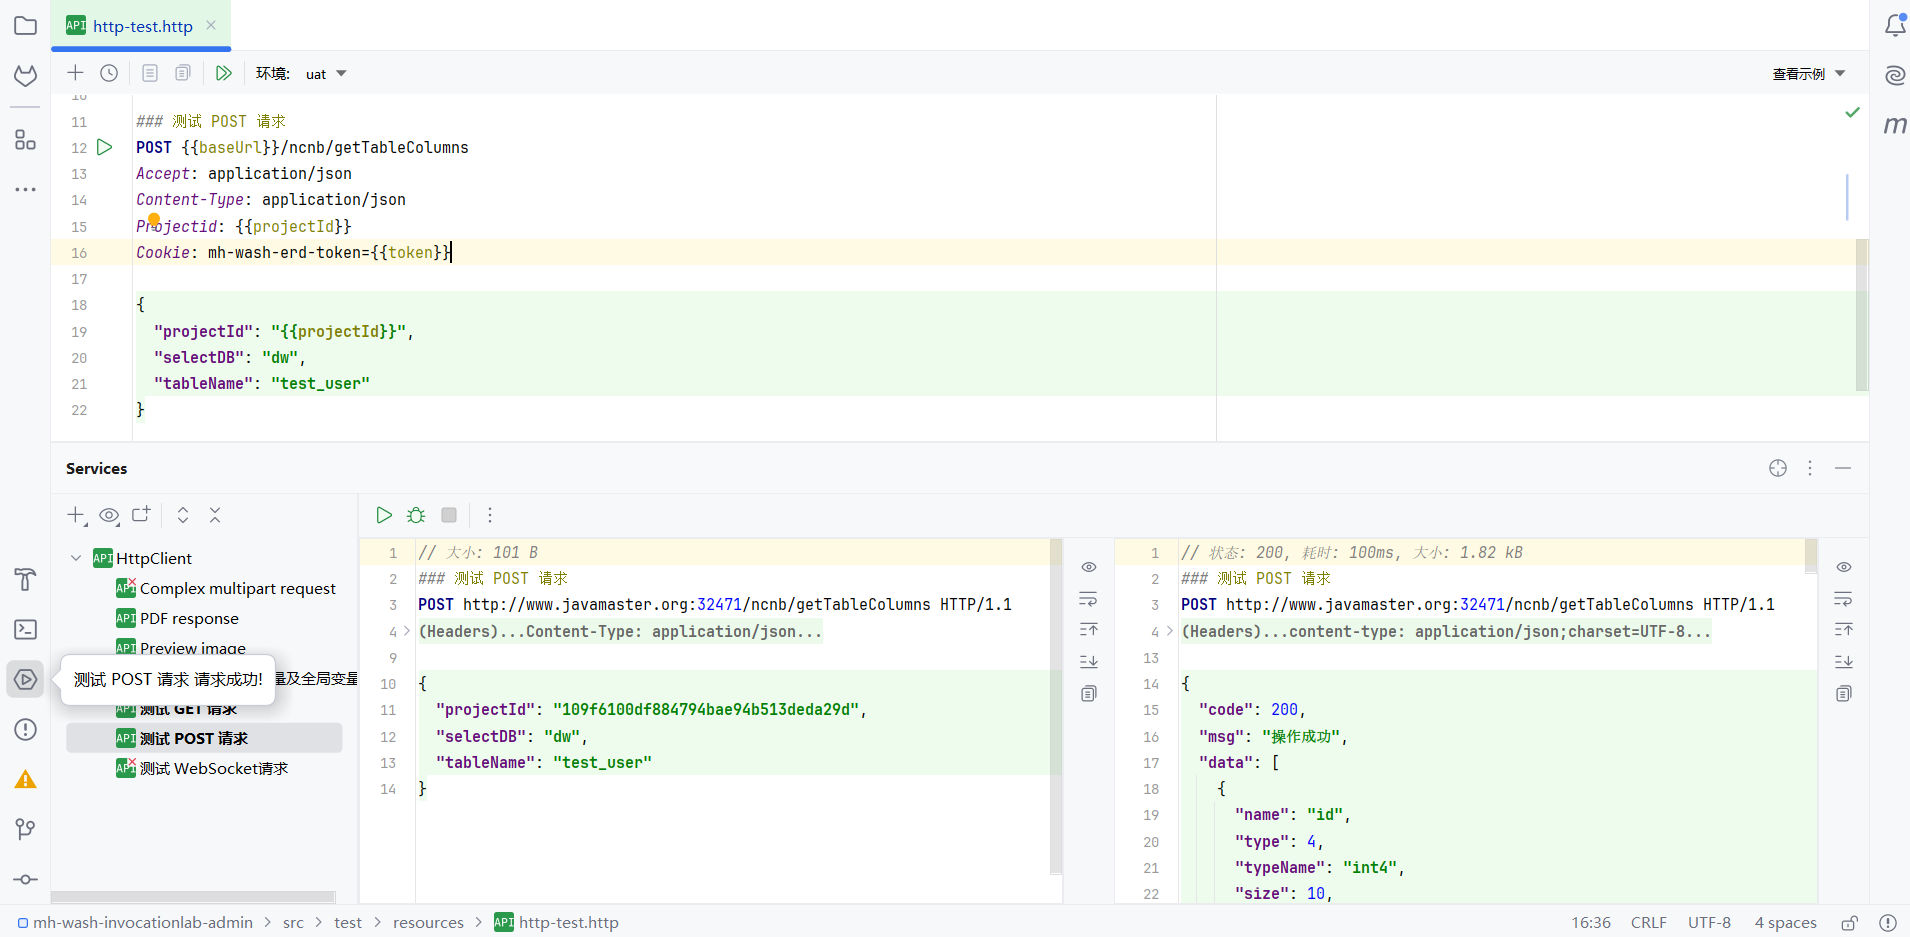 API http-test.http
环境: uat
查看示例
10
11 ### 测试 POST 请求
12 POST {{baseUrl}}/ncnb/getTableColumns
13 Accept: application/json
14 Content-Type: application/json
15 Projectid: {{projectId}}
16 Cookie: mh-wash-erd-token={{token}}
17
18 {
19 "projectId": "{{projectId}}",
20 "selectDB": "dw",
21 "tableName": "test_user"
22 }
Services
API HttpClient
API Complex multipart request
API PDF response
API Preview image
测试 POST 请求 请求成功!
量及全局变量
API 测试 GET 请求
API 测试 POST 请求
API 测试 WebSocket请求
1 // 大小: 101 B
2 ### 测试 POST 请求
3 POST http://www.javamaster.org:32471/ncnb/getTableColumns HTTP/1.1
4 (Headers)...Content-Type: application/json...
9
10 {
11 "projectId": "109f6100df884794bae94b513deda29d",
12 "selectDB": "dw",
13 "tableName": "test_user"
14 }
1 // 状态: 200, 耗时: 100ms, 大小: 1.82 kB
2 ### 测试 POST 请求
3 POST http://www.javamaster.org:32471/ncnb/getTableColumns HTTP/1.1
4 (Headers)...content-type: application/json;charset=UTF-8...
13
14 {
15 "code": 200,
16 "msg": "操作成功",
17 "data": [
18 {
19 "name": "id",
20 "type": 4,
21 "typeName": "int4",
22 "size": 10,
mh-wash-invocationlab-admin > src > test > resources > API http-test.http
16:36 CRLF UTF-8 4 spaces